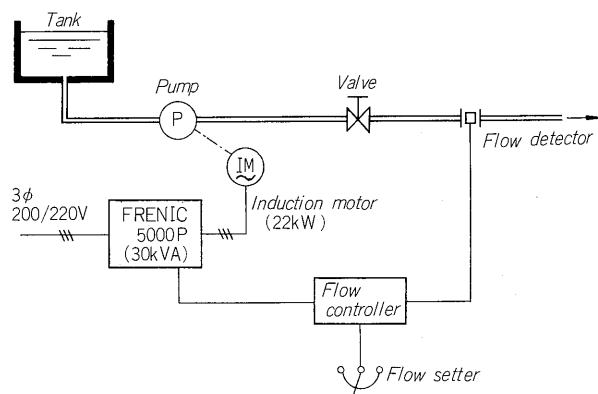 Tank
Pump
Valve
P
Flow detector
IM
3φ
200/220V
Induction motor
(22kW)
FRENIC
5000P
(30kVA)
Flow
controller
Flow setter